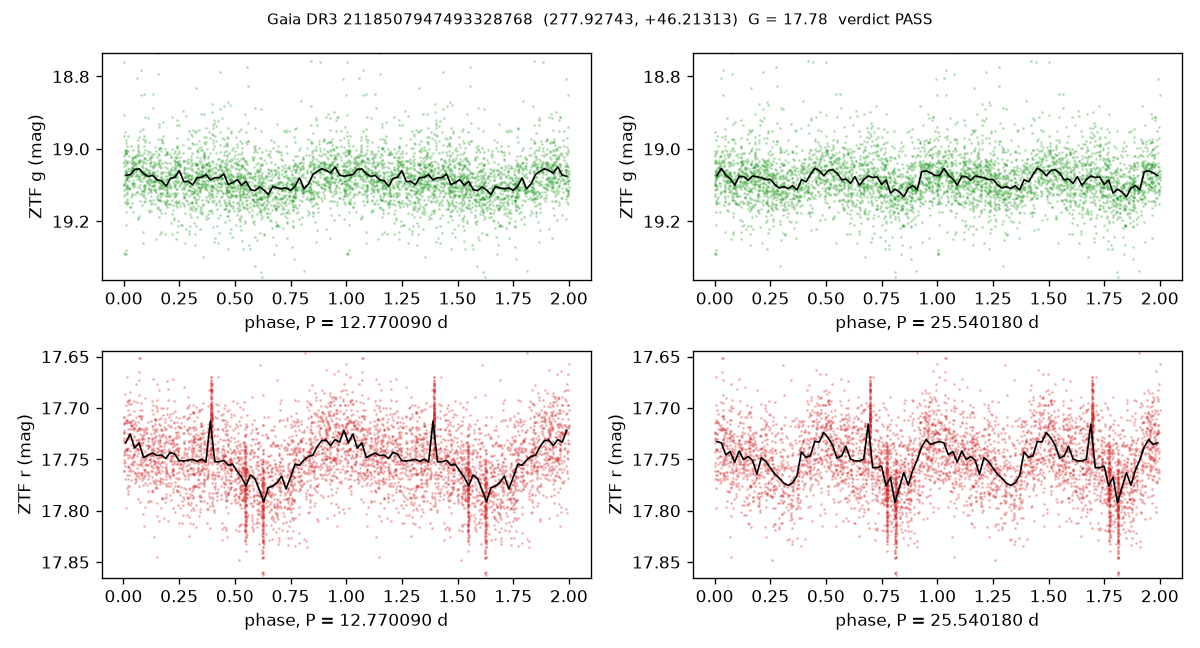 Gaia DR3 2118507947493328768 (277.92743, +46.21313) G = 17.78 verdict PASS
ZTF g (mag)
18.8
19.0
19.2
0.00 0.25 0.50 0.75 1.00 1.25 1.50 1.75 2.00
phase, P = 12.770090 d
ZTF g (mag)
18.8
19.0
19.2
0.00 0.25 0.50 0.75 1.00 1.25 1.50 1.75 2.00
phase, P = 25.540180 d
ZTF r (mag)
17.65
17.70
17.75
17.80
17.85
0.00 0.25 0.50 0.75 1.00 1.25 1.50 1.75 2.00
phase, P = 12.770090 d
ZTF r (mag)
17.65
17.70
17.75
17.80
17.85
0.00 0.25 0.50 0.75 1.00 1.25 1.50 1.75 2.00
phase, P = 25.540180 d